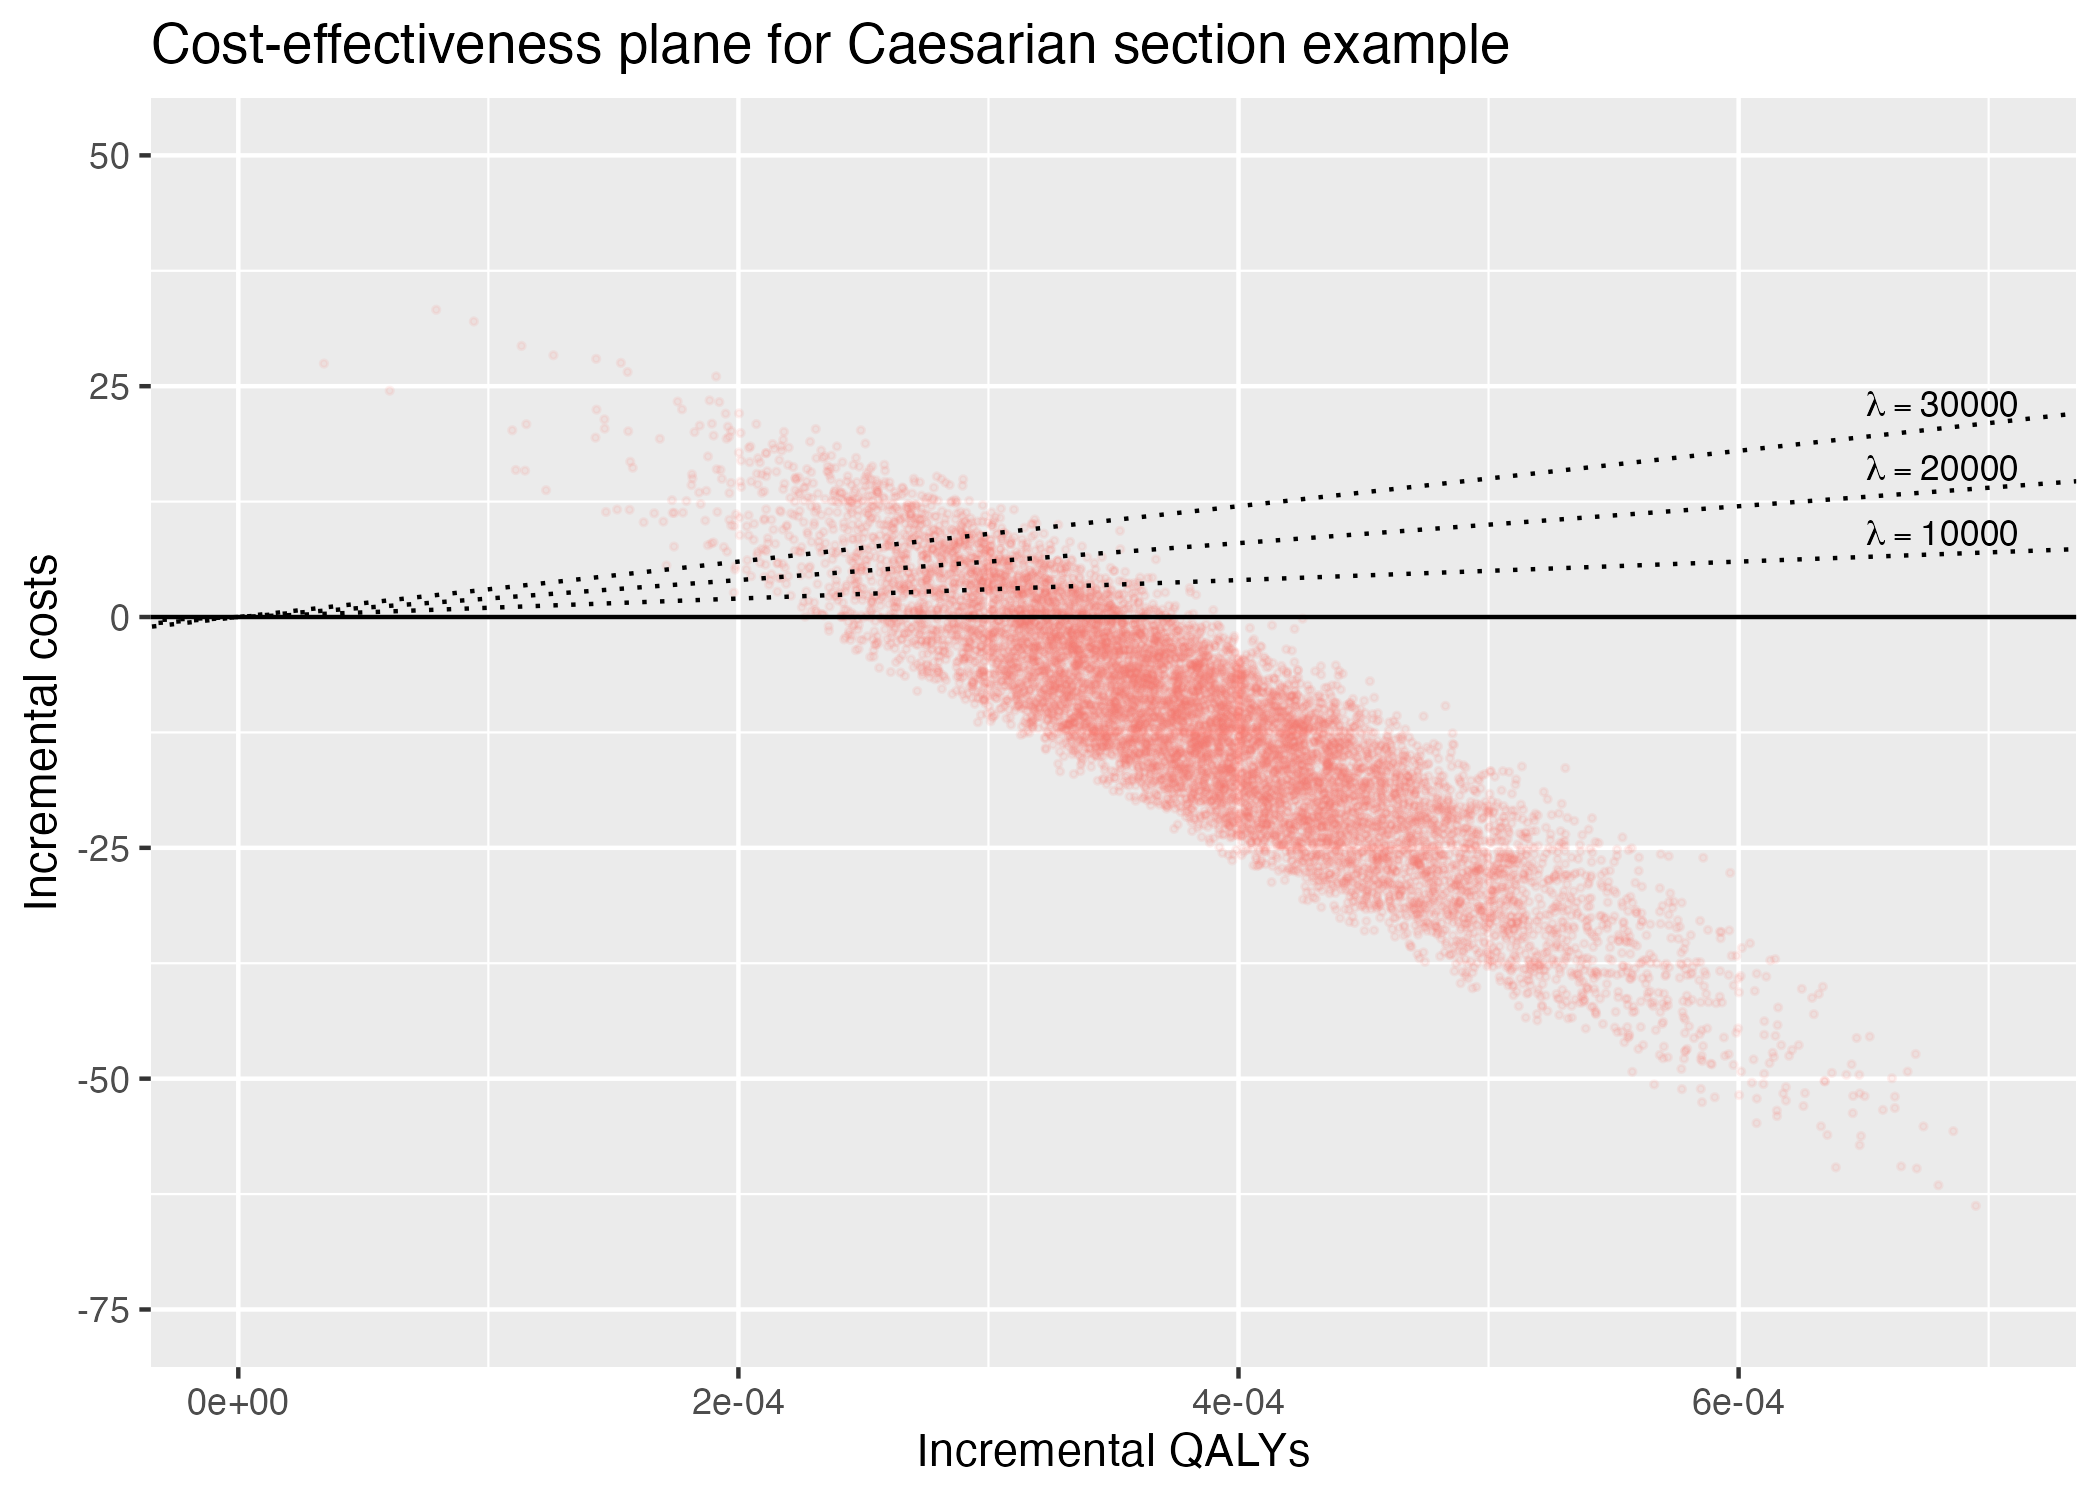 Cost-effectiveness plane for Caesarian section example
50
25
0
-25
-50
-75
Incremental costs
λ = 30000
λ = 20000
λ = 10000
0e+00
2e-04
4e-04
6e-04
Incremental QALYs